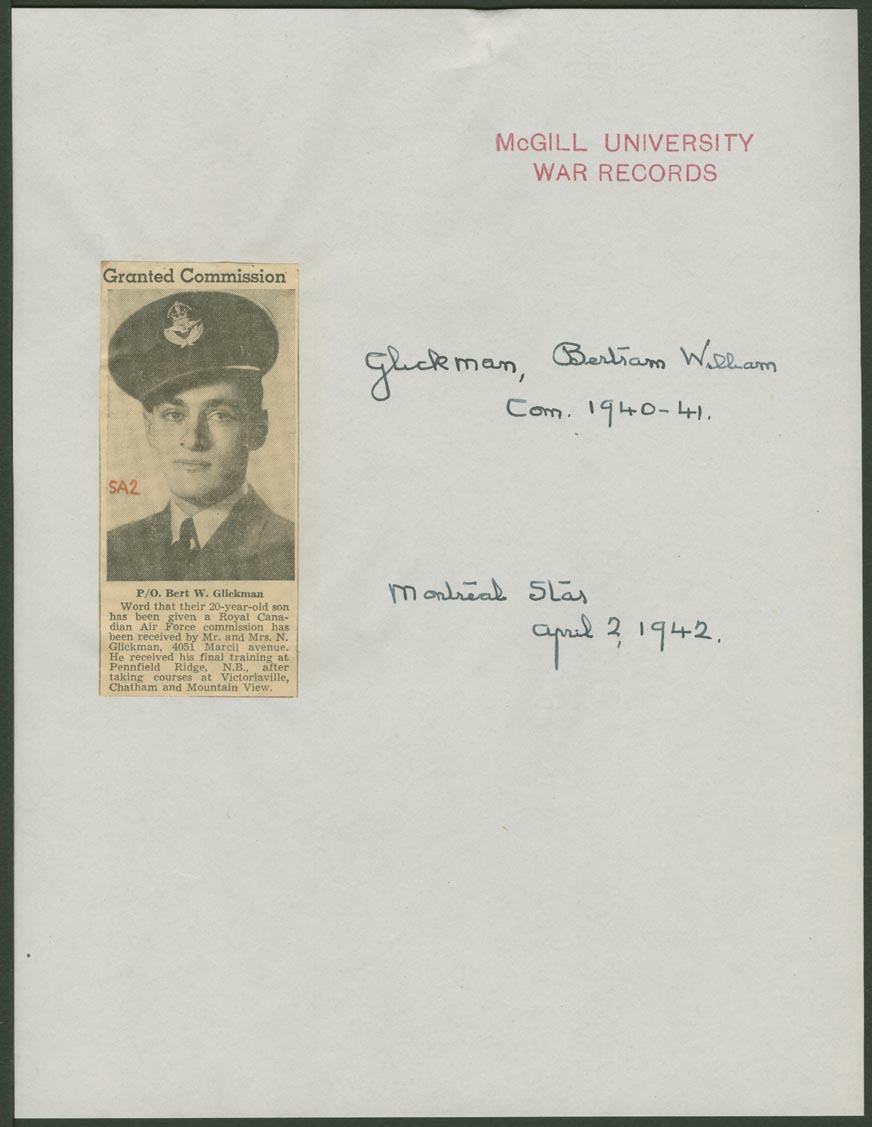 McGILL UNIVERSITY
WAR RECORDS
Granted Commission
SA2
P/O. Bert W. Glickman
Word that their 20-year-old son
has been given a Royal Cana-
dian Air Force commission has
been received by Mr. and Mrs. N.
Glickman, 4051 Marcil avenue.
He received his final training at
Pennfield Ridge, N.B., after
taking courses at Victoriaville,
Chatham and Mountain View.
Glickman, Bertram William
Com. 1940-41.
Montreal Star
April 2, 1942.